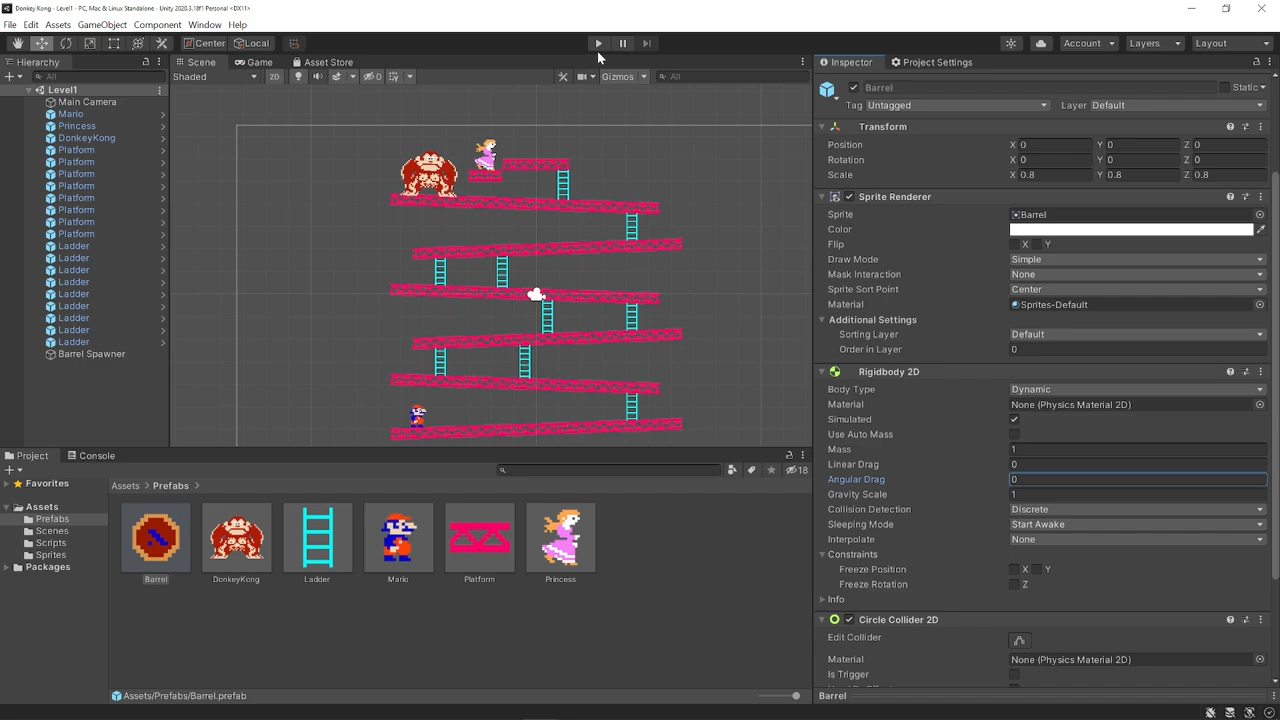 Donkey Kong - Level1 - PC, Mac & Linux Standalone - Unity 2020.3.18f1 Personal <DX11>
File Edit Assets GameObject Component Window Help
Center Local Account Layers Layout
Hierarchy
All
Level1
Main Camera
Mario
Princess
DonkeyKong
Platform
Platform
Platform
Platform
Platform
Platform
Platform
Platform
Ladder
Ladder
Ladder
Ladder
Ladder
Ladder
Ladder
Ladder
Ladder
Barrel Spawner
Scene Game Asset Store
Shaded 2D 0 Gizmos All
Inspector Project Settings
Barrel Static
Tag Untagged Layer Default
Transform
Position X 0 Y 0 Z 0
Rotation X 0 Y 0 Z 0
Scale X 0.8 Y 0.8 Z 0.8
Sprite Renderer
Sprite Barrel
Color
Flip X Y
Draw Mode Simple
Mask Interaction None
Sprite Sort Point Center
Material Sprites-Default
Additional Settings
Sorting Layer Default
Order in Layer 0
Rigidbody 2D
Body Type Dynamic
Material None (Physics Material 2D)
Simulated
Use Auto Mass
Mass 1
Linear Drag 0
Angular Drag 0
Gravity Scale 1
Collision Detection Discrete
Sleeping Mode Start Awake
Interpolate None
Constraints
Freeze Position X Y
Freeze Rotation Z
Info
Circle Collider 2D
Edit Collider
Material None (Physics Material 2D)
Is Trigger
Barrel
Project Console
18
Favorites
Assets
Prefabs
Scenes
Scripts
Sprites
Packages
Assets > Prefabs >
Barrel DonkeyKong Ladder Mario Platform Princess
Assets/Prefabs/Barrel.prefab